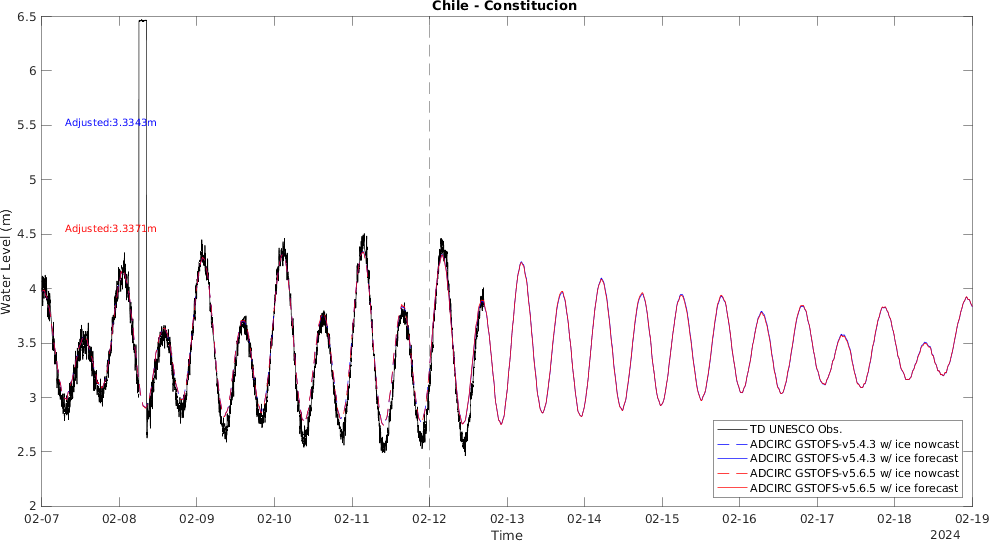 Chile - Constitucion
6.5
6
5.5
5
4.5
4
3.5
3
2.5
2
Water Level (m)
Adjusted:3.3343m
Adjusted:3.3371m
TD UNESCO Obs.
ADCIRC GSTOFS-v5.4.3 w/ ice nowcast
ADCIRC GSTOFS-v5.4.3 w/ ice forecast
ADCIRC GSTOFS-v5.6.5 w/ ice nowcast
ADCIRC GSTOFS-v5.6.5 w/ ice forecast
02-07 02-08 02-09 02-10 02-11 02-12 02-13 02-14 02-15 02-16 02-17 02-18 02-19
Time
2024